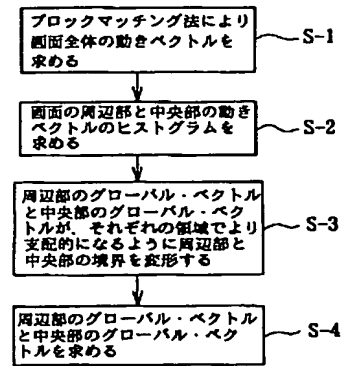 ブロックマッチング法により
画面全体の動きベクトルを
求める
S-1
画面の周辺部と中央部の動き
ベクトルのヒストグラムを
求める
S-2
周辺部のグローバル・ベクトル
と中央部のグローバル・ベク
トルが、それぞれの領域でより
支配的になるように周辺部と
中央部の境界を変形する
S-3
周辺部のグローバル・ベクトル
と中央部のグローバル・ベク
トルを求める
S-4